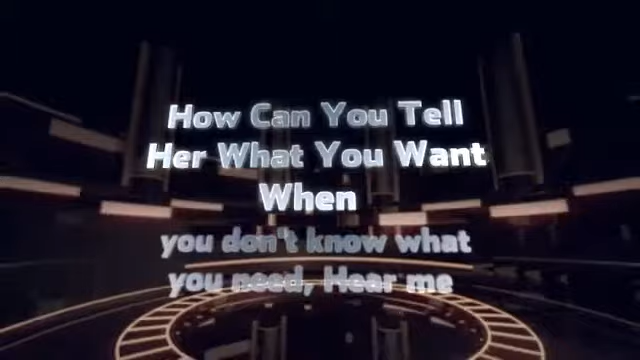 How Can You Tell
Her What You Want
When
you don't know what
you need, Hear me